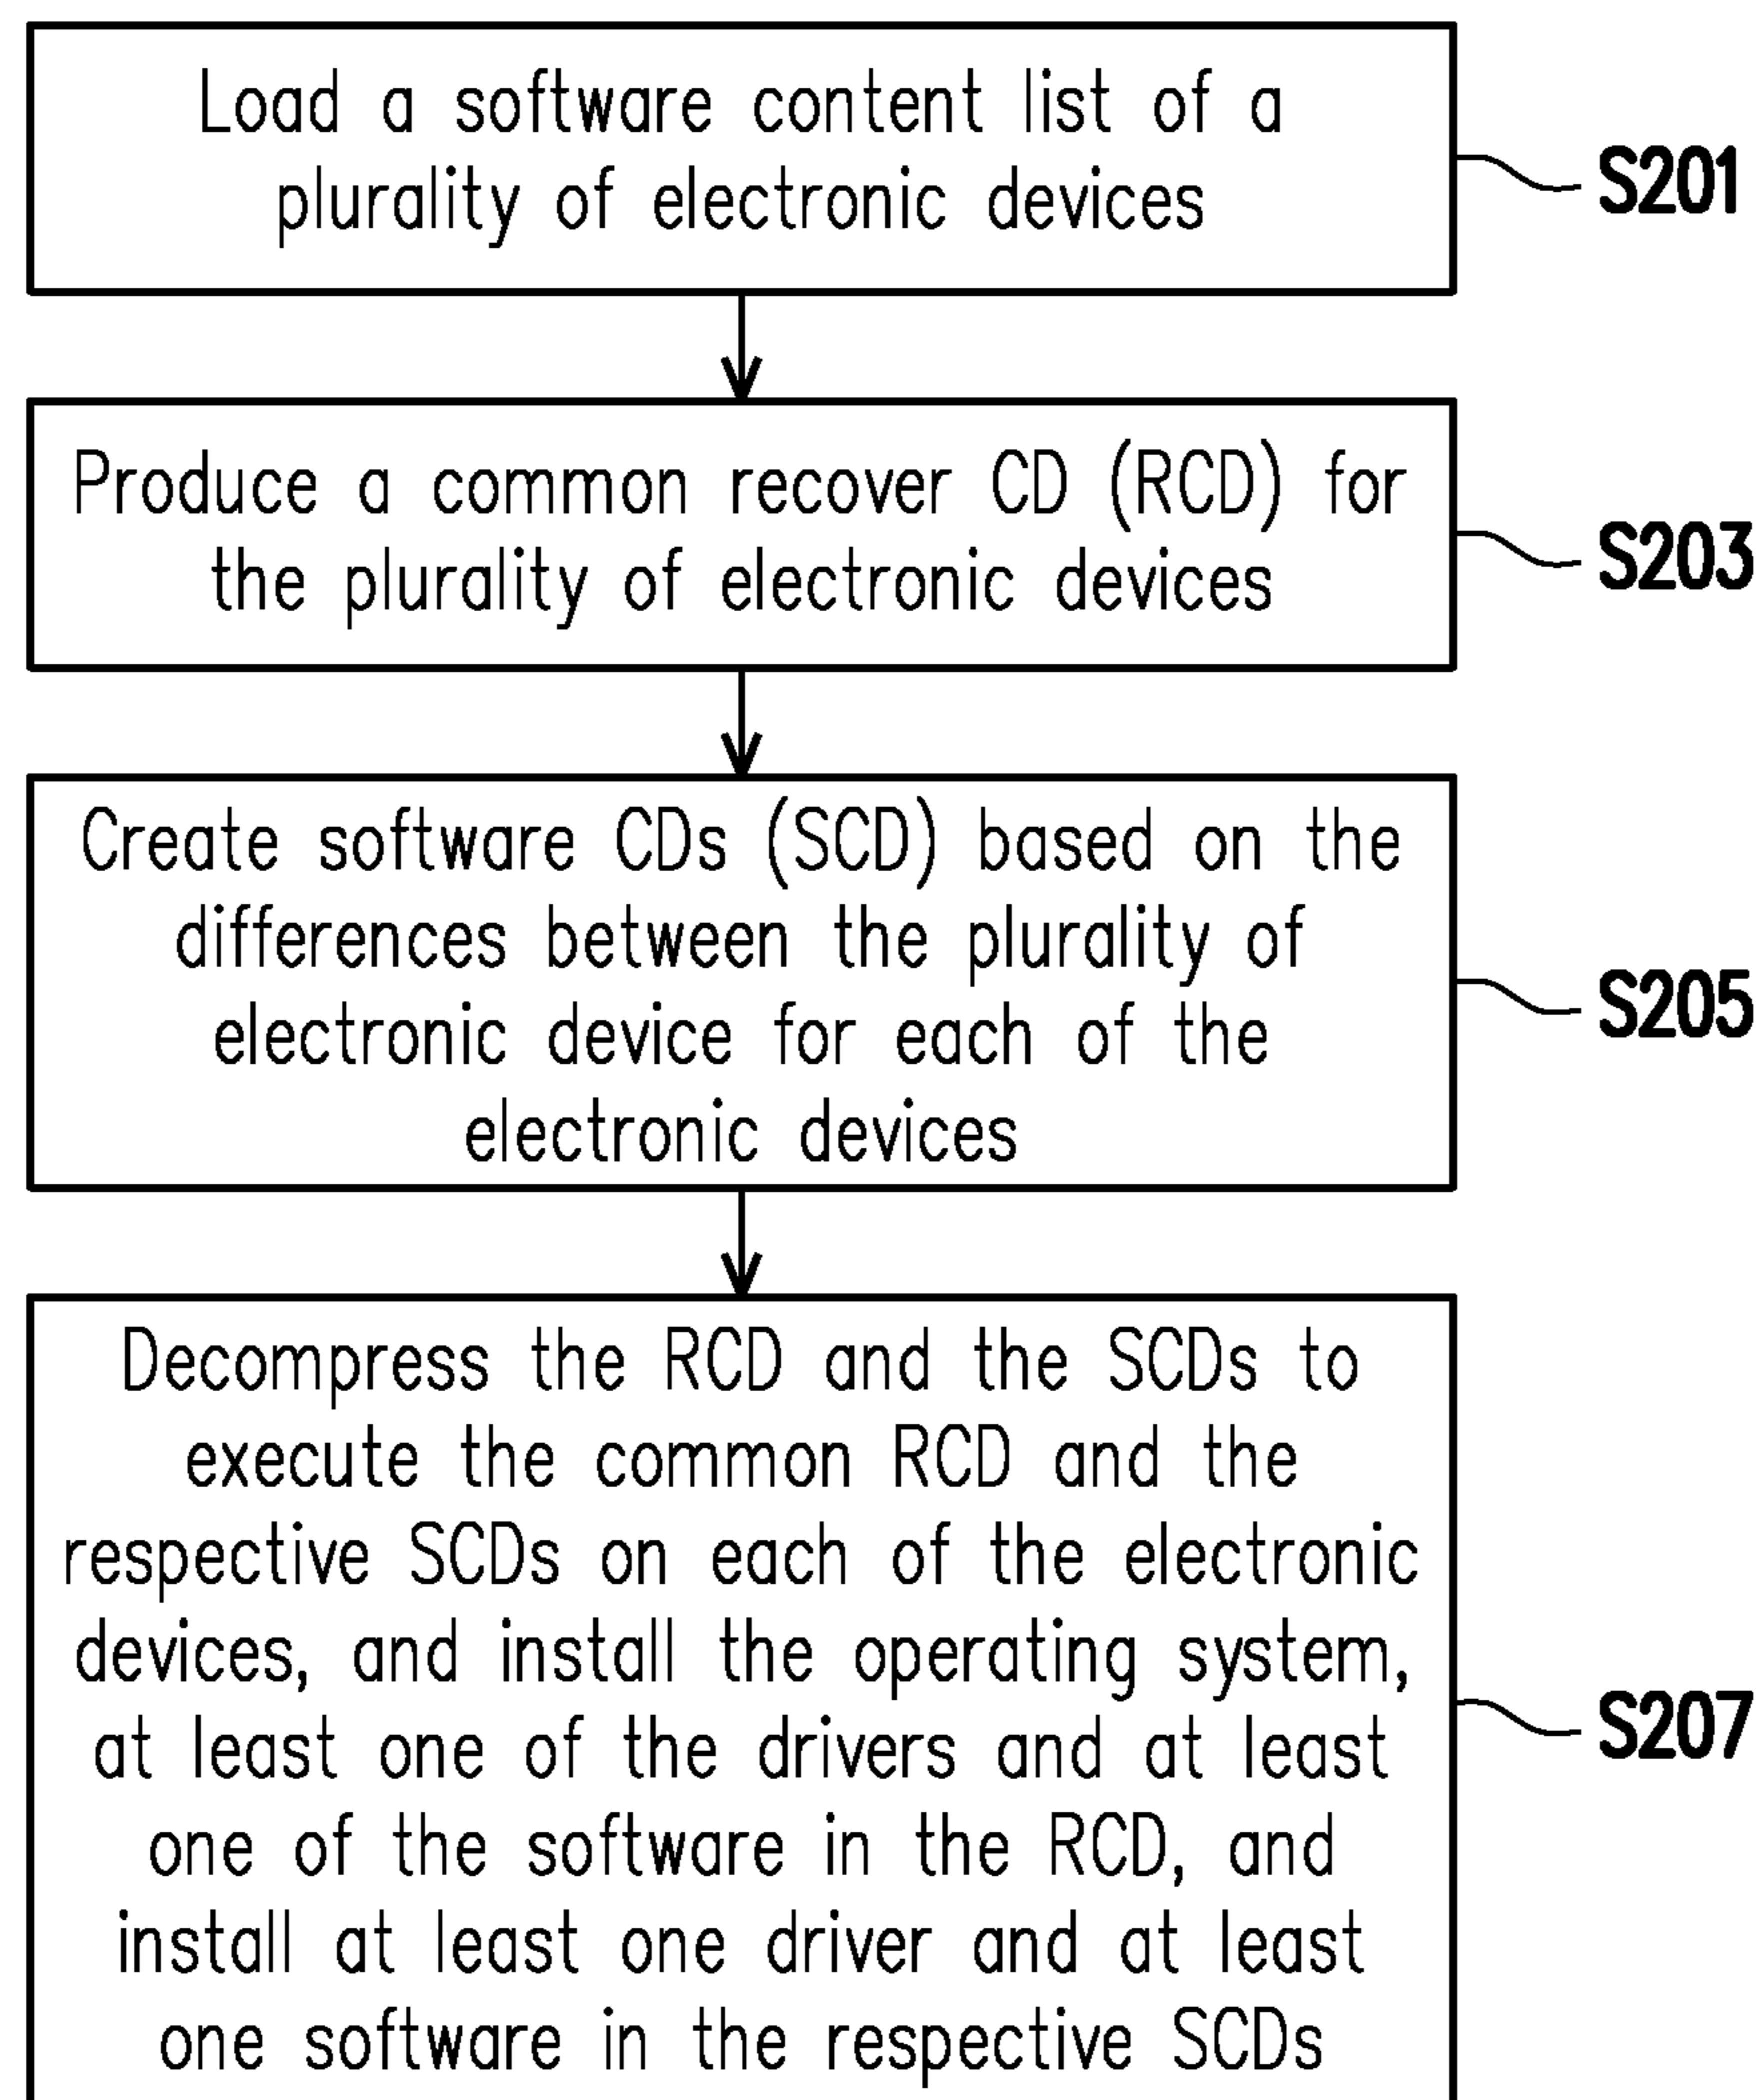 Load a software content list of a
plurality of electronic devices
S201
Produce a common recover CD (RCD) for
the plurality of electronic devices
S203
Create software CDs (SCD) based on the
differences between the plurality of
electronic device for each of the
electronic devices
S205
Decompress the RCD and the SCDs to
execute the common RCD and the
respective SCDs on each of the electronic
devices, and install the operating system,
at least one of the drivers and at least
one of the software in the RCD, and
install at least one driver and at least
one software in the respective SCDs
S207